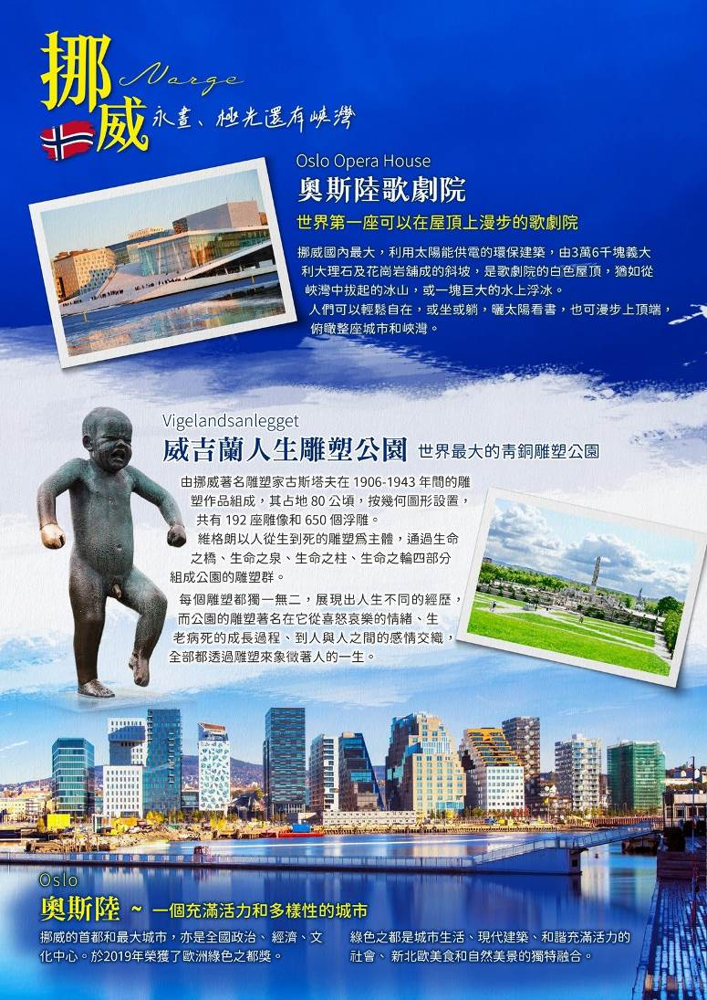 挪威 Norge
永晝、極光還有峽灣
Oslo Opera House
奧斯陸歌劇院
世界第一座可以在屋頂上漫步的歌劇院
挪威國內最大，利用太陽能供電的環保建築，由3萬6千塊義大
利大理石及花崗岩舖成的斜坡，是歌劇院的白色屋頂，猶如從
峽灣中拔起的冰山，或一塊巨大的水上浮冰。
人們可以輕鬆自在，或坐或躺，曬太陽看書，也可漫步上頂端，
俯瞰整座城市和峽灣。
Vigelandsanlegget
威吉蘭人生雕塑公園 世界最大的青銅雕塑公園
由挪威著名雕塑家古斯塔夫在 1906-1943 年間的雕
塑作品組成，其占地 80 公頃，按幾何圖形設置，
共有 192 座雕像和 650 個浮雕。
維格朗以人從生到死的雕塑為主體，通過生命
之橋、生命之泉、生命之柱、生命之輪四部分
組成公園的雕塑群。
每個雕塑都獨一無二，展現出人生不同的經歷，
而公園的雕塑著名在它從喜怒哀樂的情緒、生
老病死的成長過程、到人與人之間的感情交織，
全部都透過雕塑來象徵著人的一生。
Oslo
奧斯陸 ~ 一個充滿活力和多樣性的城市
挪威的首都和最大城市，亦是全國政治、經濟、文
化中心。於2019年榮獲了歐洲綠色之都獎。
綠色之都是城市生活、現代建築、和諧充滿活力的
社會、新北歐美食和自然美景的獨特融合。